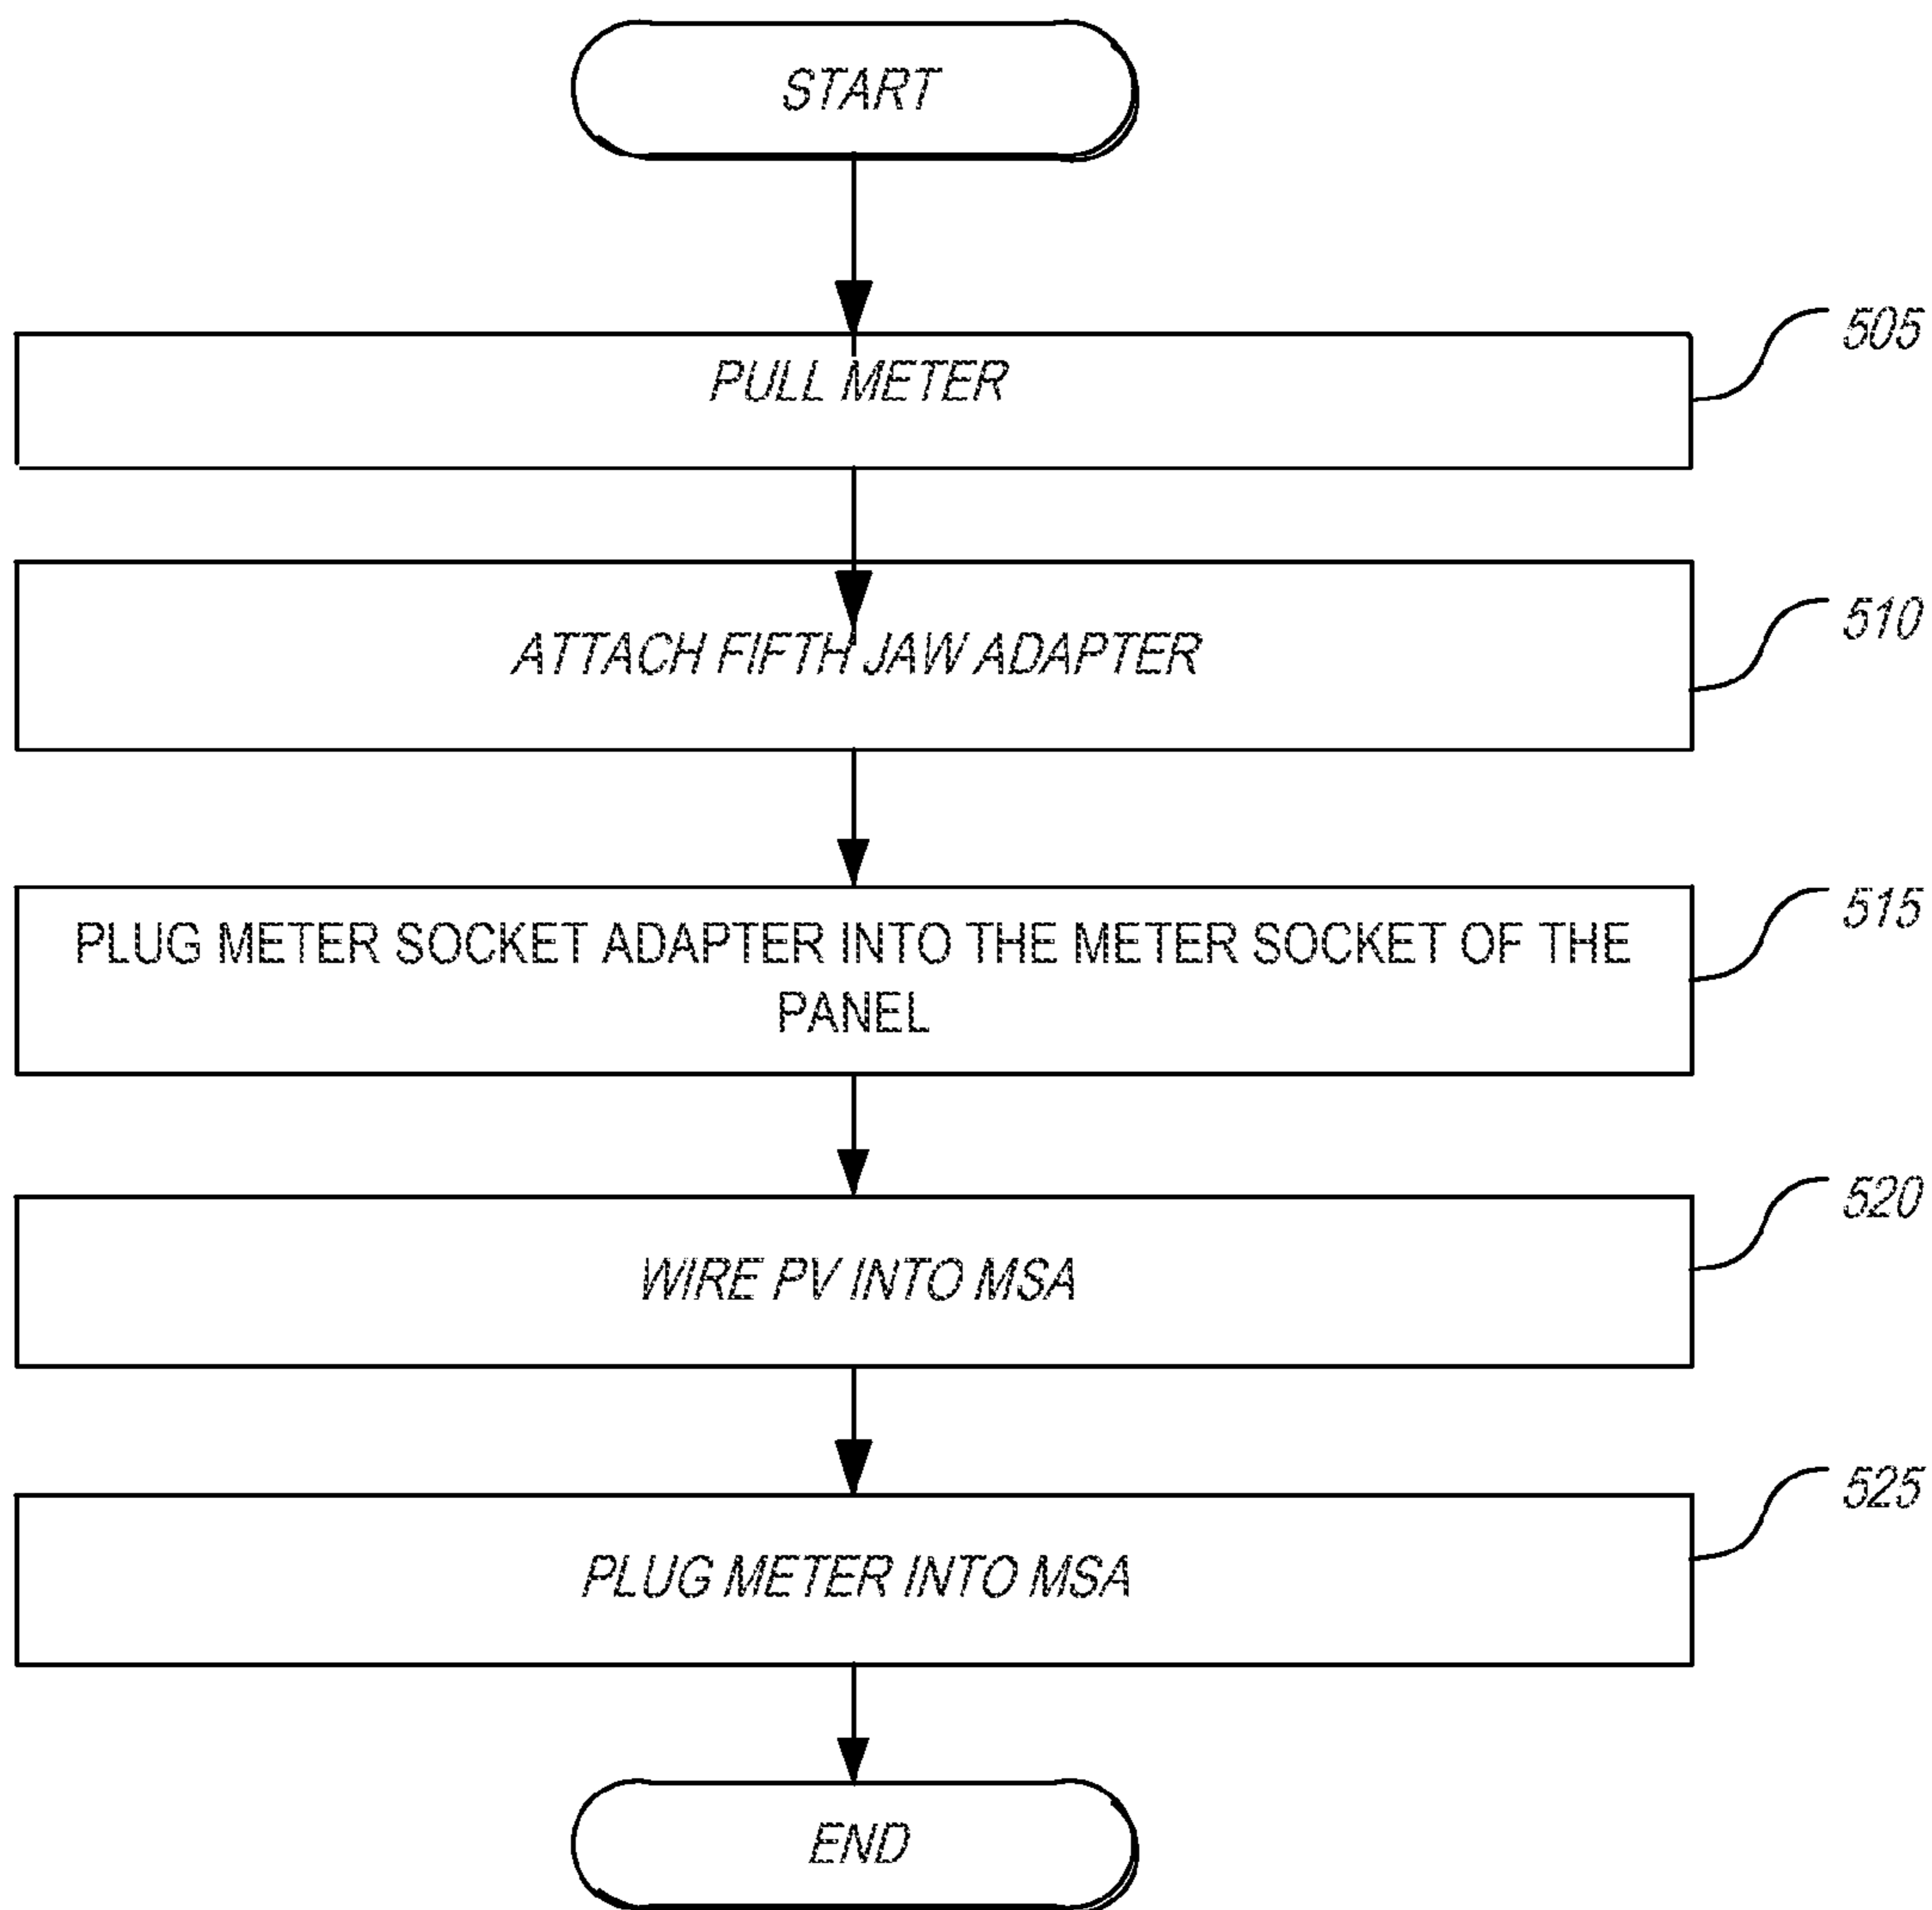 START
PULL METER
505
ATTACH FIFTH JAW ADAPTER
510
PLUG METER SOCKET ADAPTER INTO THE METER SOCKET OF THE
PANEL
515
WIRE PV INTO MSA
520
PLUG METER INTO MSA
525
END